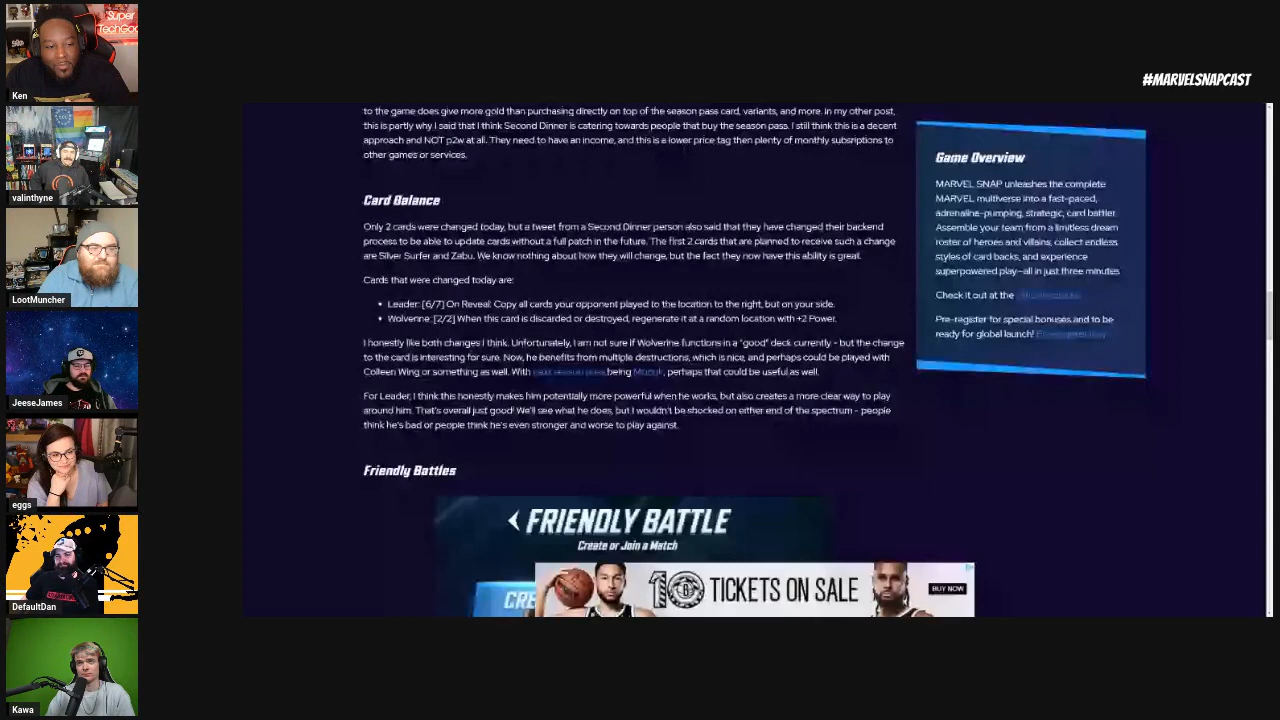 Super
TechGod
Ken
valinthyne
LootMuncher
JeeseJames
eggs
DefaultDan
Kawa
#MARVELSNAPCAST
to the game does give more gold than purchasing directly on top of the season pass card, variants, and more. In my other post,
this is partly why I said that I think Second Dinner is catering towards people that buy the season pass. I still think this is a decent
approach and NOT p2w at all. They need to have an income, and this is a lower price tag then plenty of monthly subsriptions to
other games or services.
Card Balance
Only 2 cards were changed today, but a tweet from a Second Dinner person also said that they have changed their backend
process to be able to update cards without a full patch in the future. The first 2 cards that are planned to receive such a change
are Silver Surfer and Zabu. We know nothing about how they will change, but the fact they now have this ability is great.
Cards that were changed today are:
• Leader: [6/7] On Reveal: Copy all cards your opponent played to the location to the right, but on your side.
• Wolverine: [2/2] When this card is discarded or destroyed, regenerate it at a random location with +2 Power.
I honestly like both changes I think. Unfortunately, I am not sure if Wolverine functions in a "good" deck currently - but the change
to the card is interesting for sure. Now, he benefits from multiple destructions, which is nice, and perhaps could be played with
Colleen Wing or something as well. With next season pass being Modok, perhaps that could be useful as well.
For Leader, I think this honestly makes him potentially more powerful when he works, but also creates a more clear way to play
around him. That's overall just good! We'll see what he does, but I wouldn't be shocked on either end of the spectrum - people
think he's bad or people think he's even stronger and worse to play against.
Friendly Battles
FRIENDLY BATTLE
Create or Join a Match
CRE
TICKETS ON SALE
BUY NOW
Game Overview
MARVEL SNAP unleashes the complete
MARVEL multiverse into a fast-paced,
adrenaline-pumping, strategic, card battler.
Assemble your team from a limitless dream
roster of heroes and villains, collect endless
styles of card backs, and experience
superpowered play—all in just three minutes
Check it out at the
Pre-register for special bonuses and to be
ready for global launch!